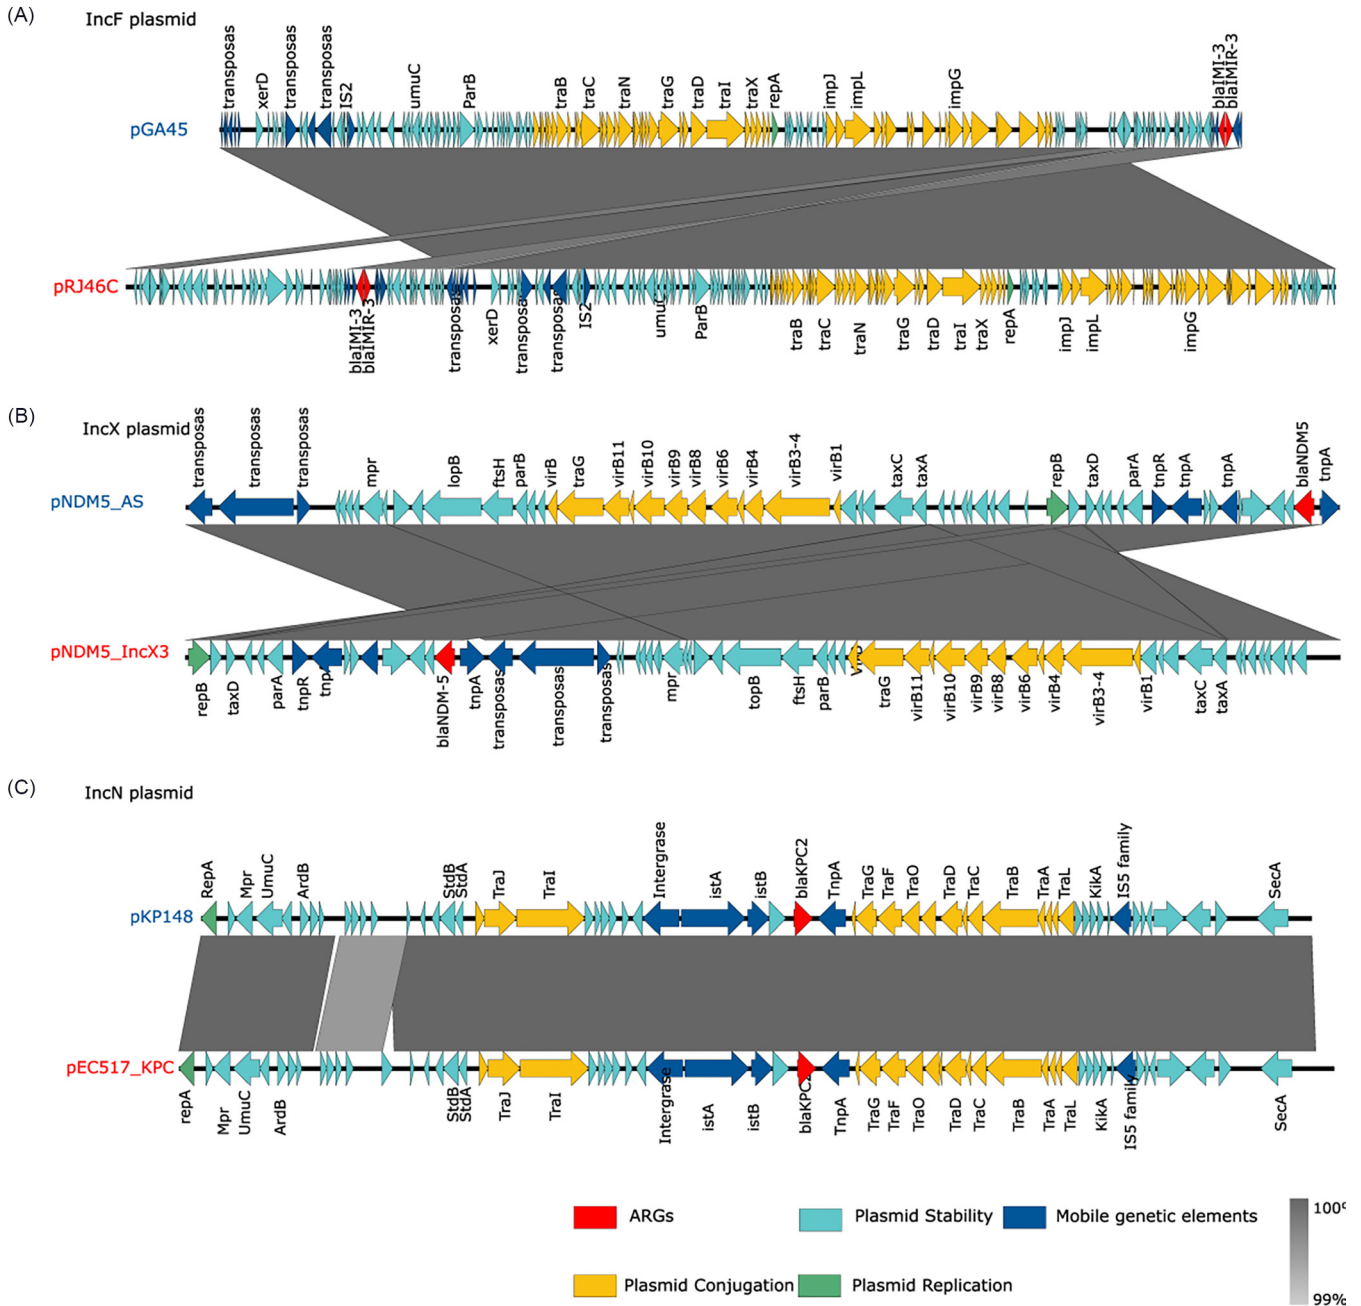 (A)
IncF plasmid
transposas xerD transposas transposas IS2 umuC ParB traB traC traN traG traD traI traX repA impJ impL impG blaIMI-3 blaIMIR-3
pGA45
pRJ46C
blaIMI-3 blaIMIR-3 transposas xerD transposas transposas IS2 umuC ParB traB traC traN traG traD traI traX repA impJ impL impG
(B)
IncX plasmid
transposas transposas transposas mpr lopB ftsH parB virB traG virB11 virB10 virB9 virB8 virB6 virB4 virB3-4 virB1 taxC taxA repB taxD parA tnpR tnpA tnpA blaNDM5 tnpA
pNDM5_AS
pNDM5_IncX3
repB taxD parA tnpR blaNDM-5 tnpA transposas transposas transposas mpr topB ftsH parB traG virB11 virB10 virB9 virB8 virB6 virB4 virB3-4 virB1 taxC taxA
(C)
IncN plasmid
RepA Mpr UmuC ArdB StdB StdA TraJ TraI Intergrase istA istB blaKPC2 TnpA TraG TraF TraO TraD TraC TraB TraA TraL KikA IS5 family SecA
pKP148
pEC517_KPC
repA Mpr UmuC ArdB StdB StdA TraJ TraI Intergrase istA istB blaKPC2 TnpA TraG TraF TraO TraD TraC TraB TraA TraL KikA IS5 family SecA
ARGs Plasmid Stability Mobile genetic elements
Plasmid Conjugation Plasmid Replication
100%
99%